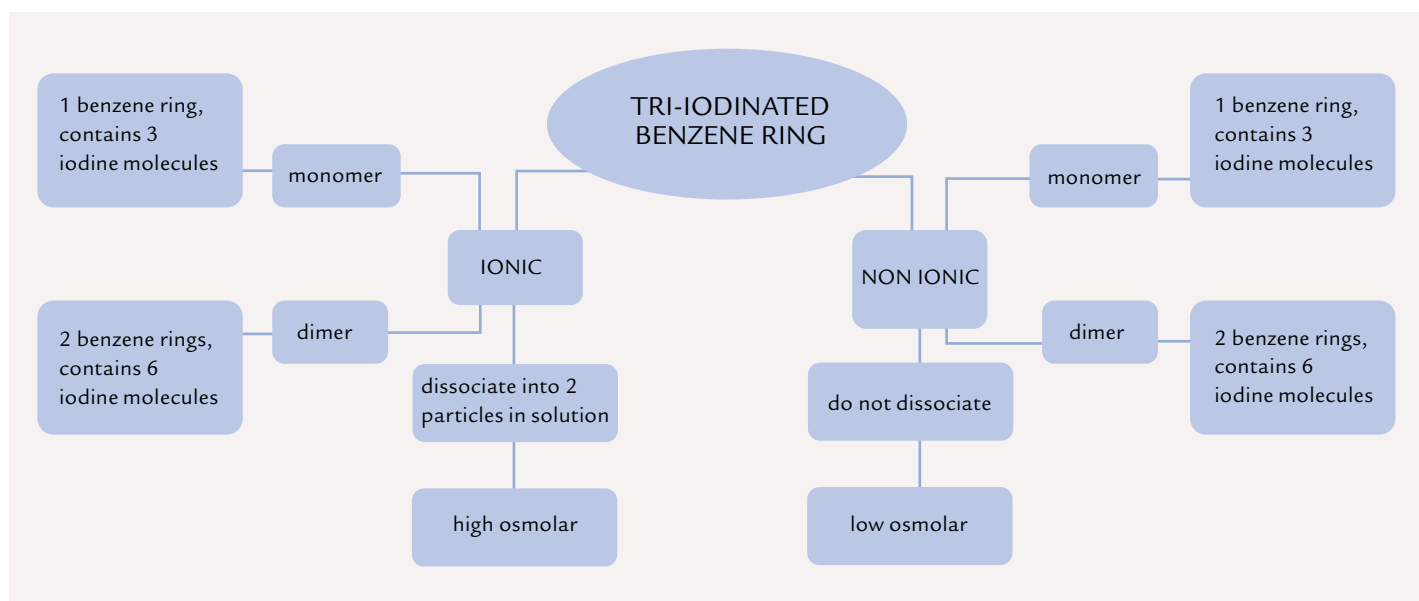 TRI-IODINATED
BENZENE RING
1 benzene ring,
contains 3
iodine molecules
monomer
IONIC
2 benzene rings,
contains 6
iodine molecules
dimer
dissociate into 2
particles in solution
high osmolar
1 benzene ring,
contains 3
iodine molecules
monomer
NON IONIC
dimer
2 benzene rings,
contains 6
iodine molecules
do not dissociate
low osmolar